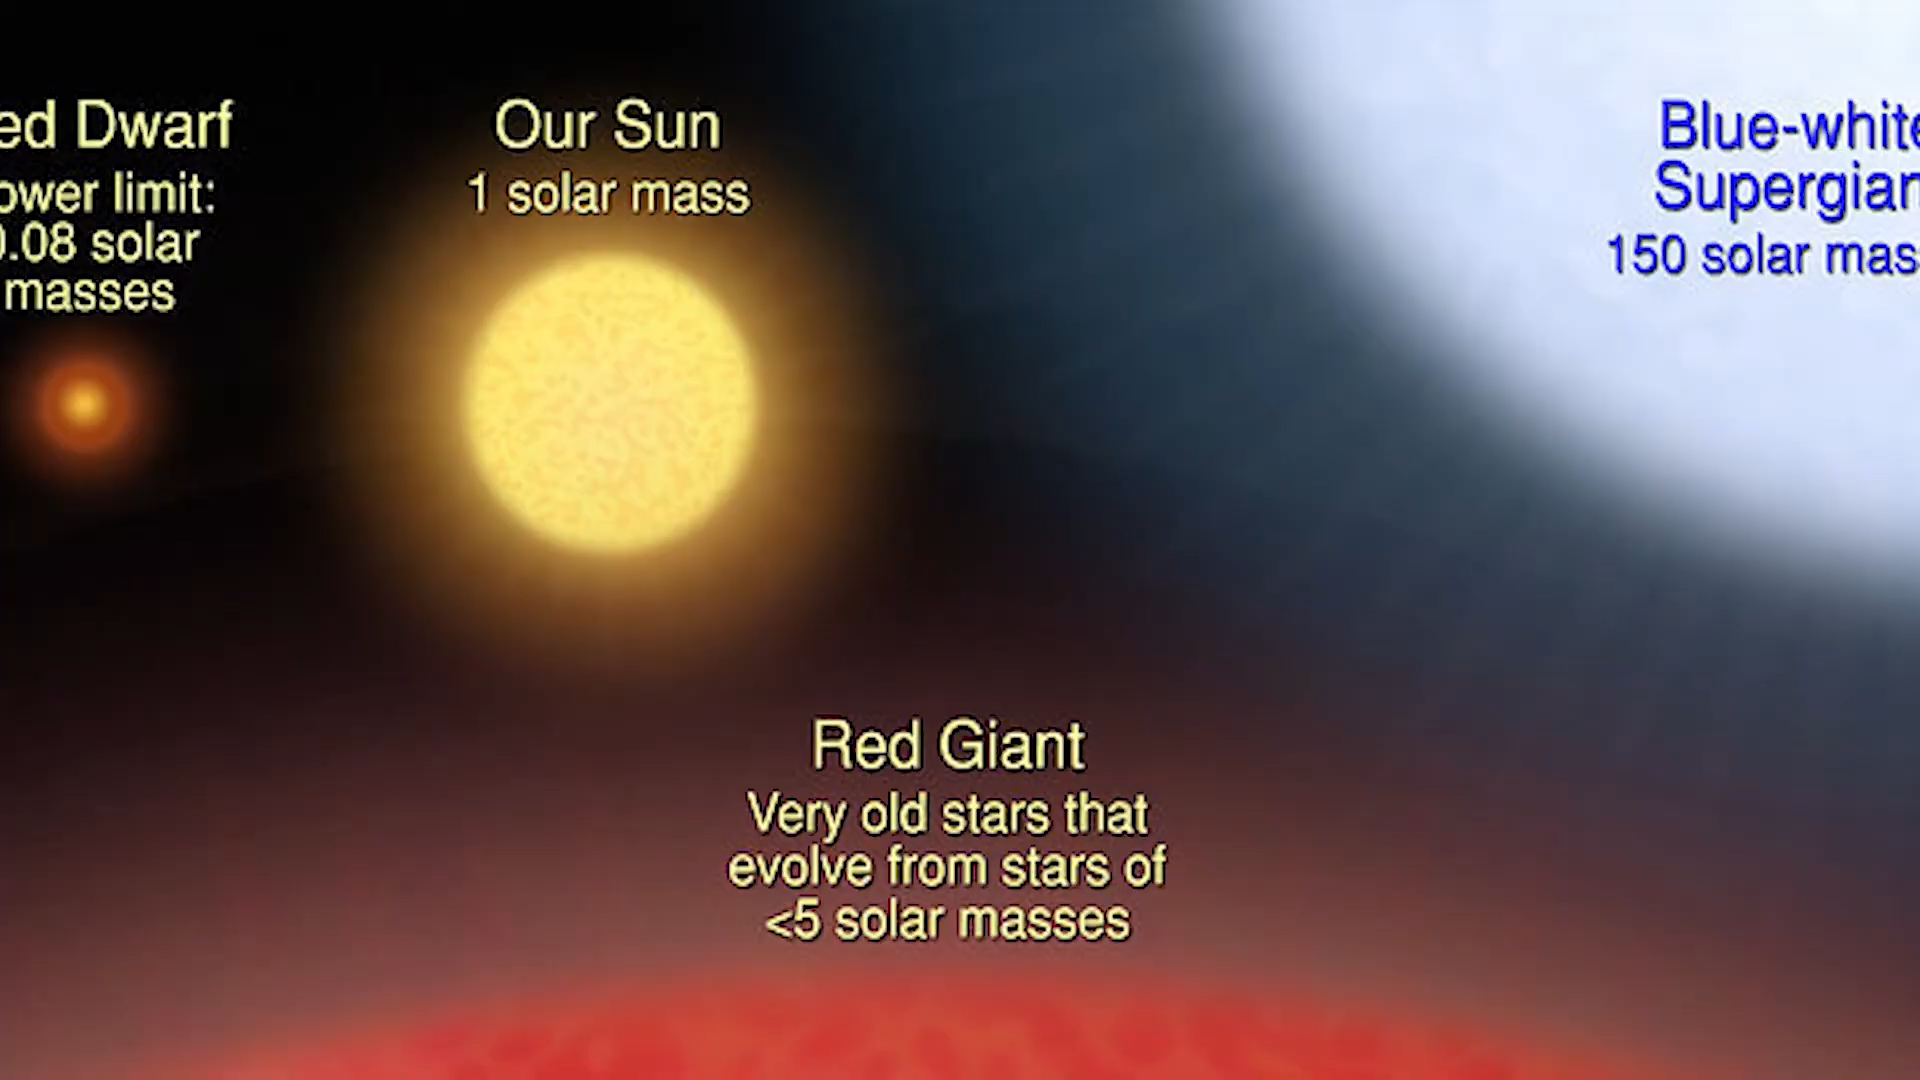 ed Dwarf
ower limit:
0.08 solar
masses
Our Sun
1 solar mass
Blue-white
Supergian
150 solar mas
Red Giant
Very old stars that
evolve from stars of
<5 solar masses